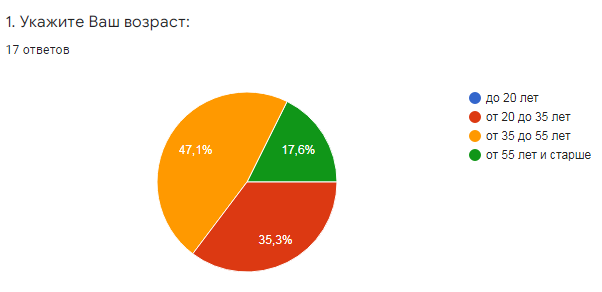 1. Укажите Ваш возраст:
17 ответов
до 20 лет
от 20 до 35 лет
от 35 до 55 лет
от 55 лет и старше
47,1%
17,6%
35,3%